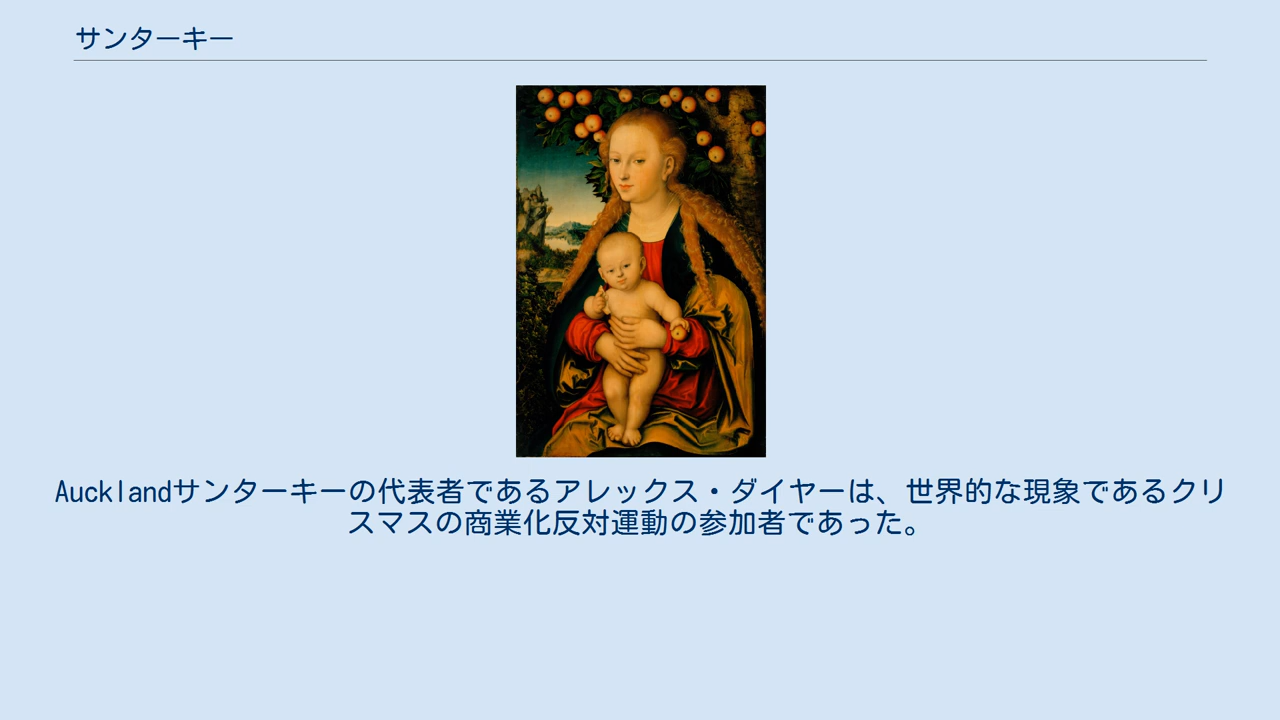 サンターキー
Aucklandサンターキーの代表者であるアレックス・ダイヤーは、世界的な現象であるクリ
スマスの商業化反対運動の参加者であった。